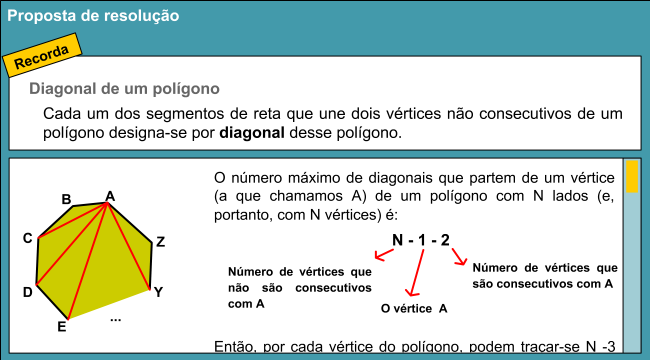 Proposta de resolução
Recorda
Diagonal de um polígono
Cada um dos segmentos de reta que une dois vértices não consecutivos de um
polígono designa-se por diagonal desse polígono.
O número máximo de diagonais que partem de um vértice
(a que chamamos A) de um polígono com N lados (e,
portanto, com N vértices) é:
N - 1 - 2
Número de vértices que
não são consecutivos
com A
O vértice A
Número de vértices que
são consecutivos com A
B
A
C
Z
D
Y
E
...
Então, por cada vértice do polígono, podem traçar-se N -3